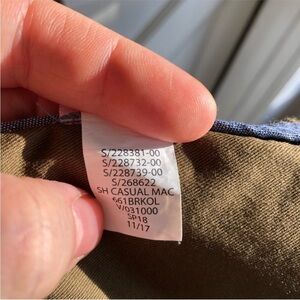 S/228381-00
S/228732-00
S/228739-00
S/268622
SH CASUAL MAC
661BRKOL
V/031000
SP18
11/17